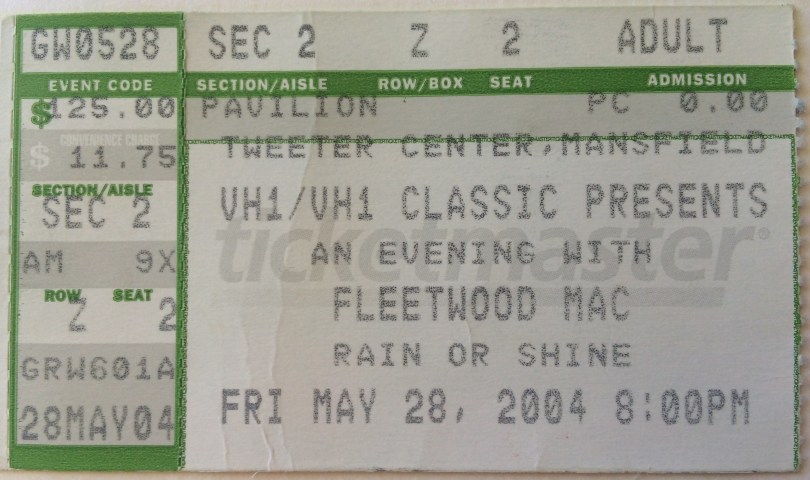 GW0528
EVENT CODE
$125.00
CONVENIENCE CHARGE
$ 11.75
SECTION/AISLE
SEC 2
AM 9X
ROW SEAT
Z 2
GRW601A
28MAY04
SEC 2 Z 2 ADULT
SECTION/AISLE ROW/BOX SEAT ADMISSION
PAVILION PC 0.00
TWEETER CENTER,MANSFIELD
VH1/VH1 CLASSIC PRESENTS
ticketmaster®
AN EVENING WITH
FLEETWOOD MAC
RAIN OR SHINE
FRI MAY 28, 2004 8:00PM